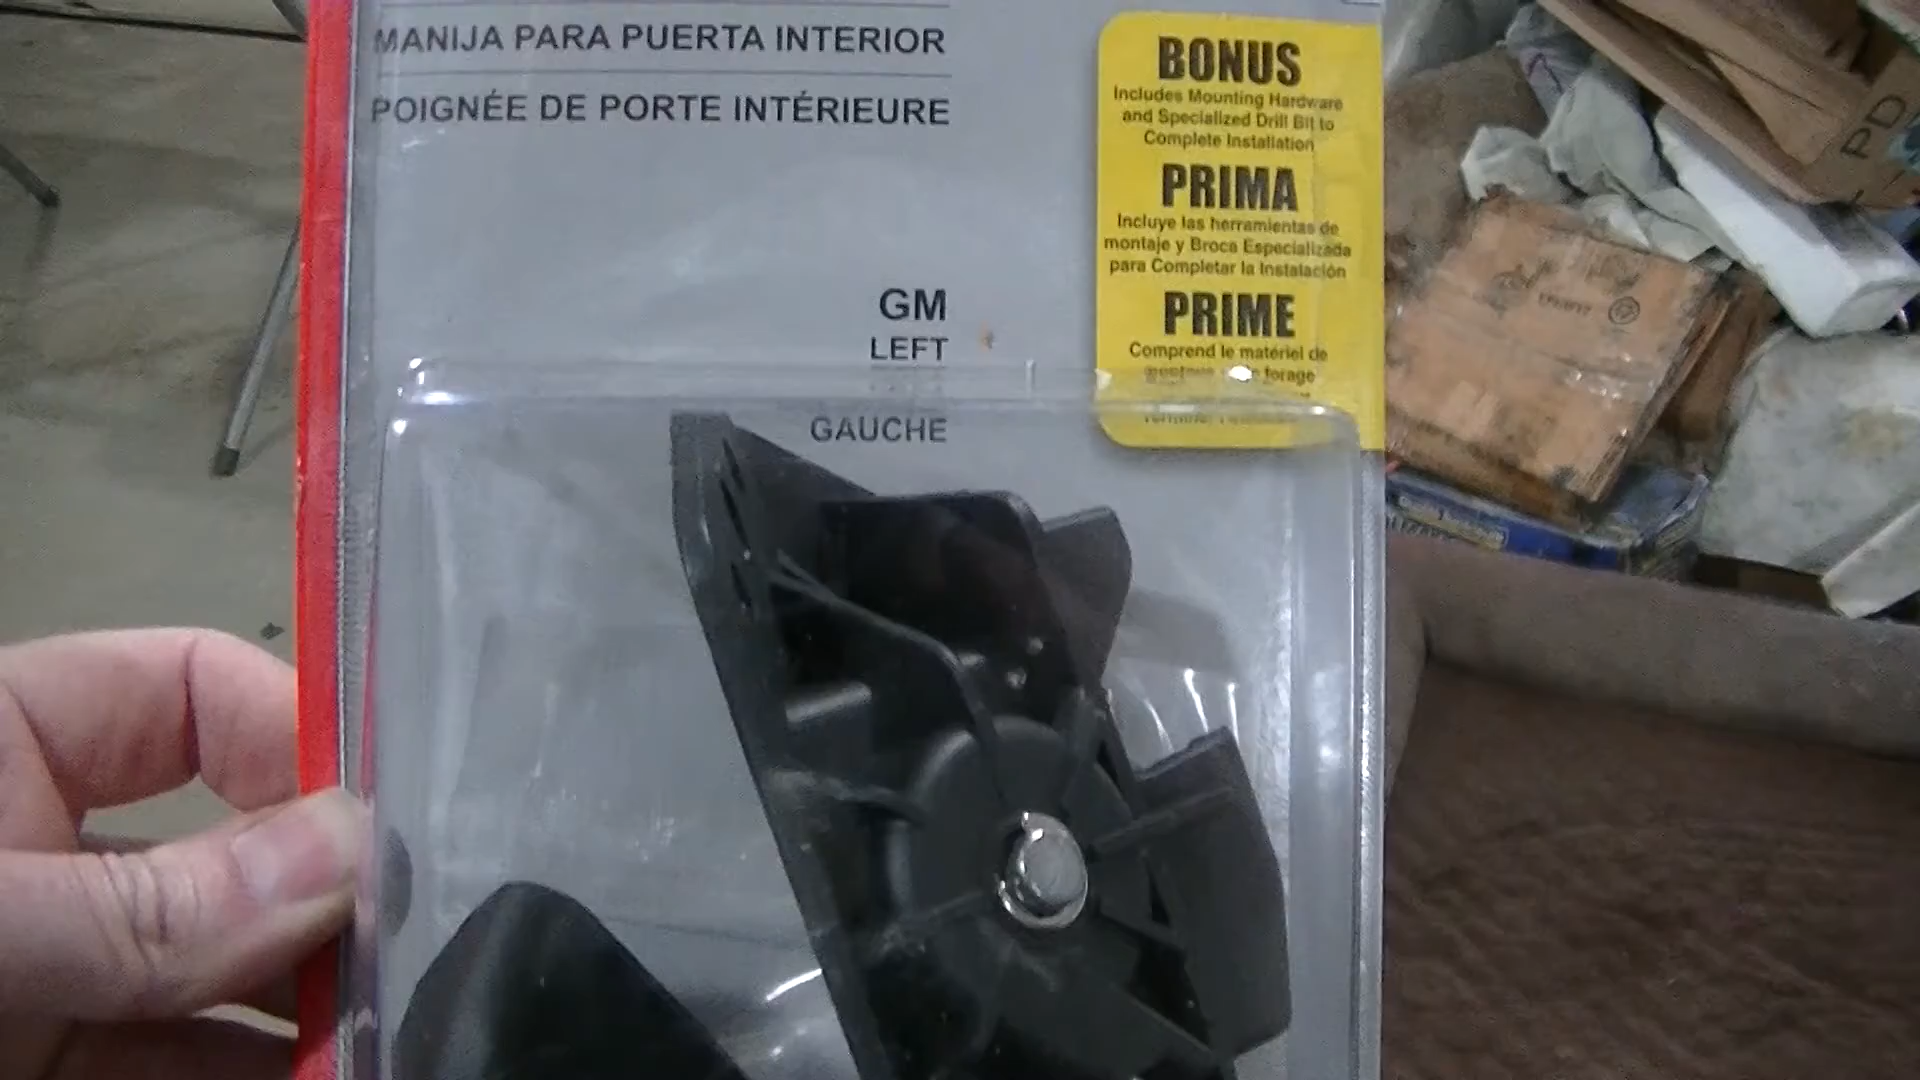 MANIJA PARA PUERTA INTERIOR
POIGNÉE DE PORTE INTÉRIEURE
GM
LEFT
GAUCHE
BONUS
Includes Mounting Hardware
and Specialized Drill Bit to
Complete Installation
PRIMA
Incluye las herramientas de
montaje y Broca Especializada
para Completar la Instalación
PRIME
Comprend le matériel de
forage
PD